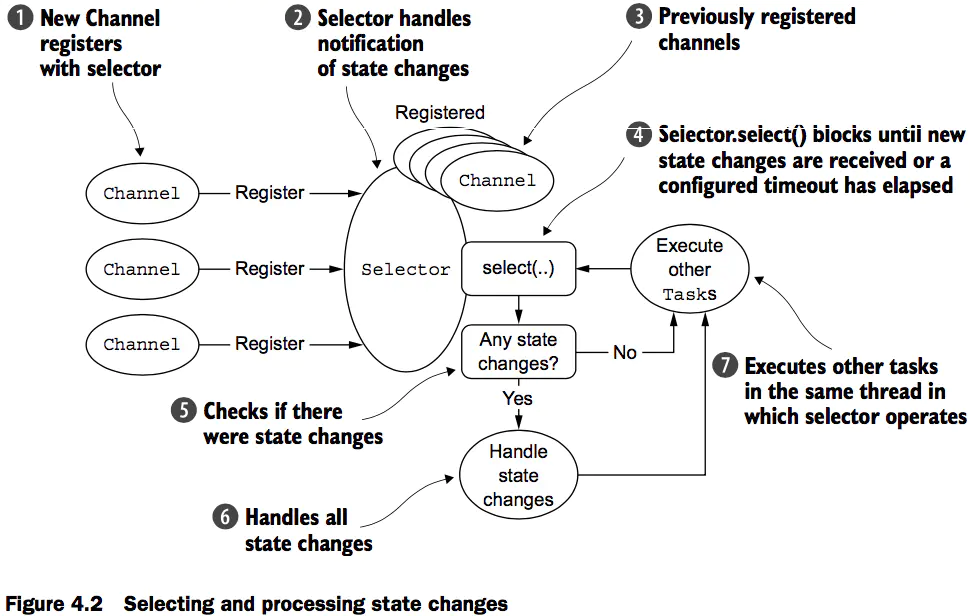 1 New Channel
registers
with selector
2 Selector handles
notification
of state changes
3 Previously registered
channels
Registered
4 Selector.select() blocks until new
state changes are received or a
configured timeout has elapsed
Channel
Channel
Register
Execute
other
Tasks
Channel
Register
Selector
select(..)
Any state
changes?
No
Channel
Register
7 Executes other tasks
in the same thread in
which selector operates
Yes
5 Checks if there
were state changes
Handle
state
changes
6 Handles all
state changes
Figure 4.2 Selecting and processing state changes